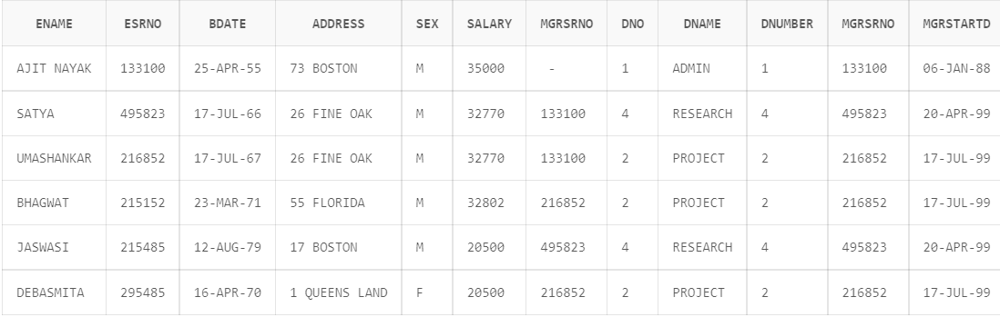 ENAME ESRNO BDATE ADDRESS SEX SALARY MGRSRNO DNO DNAME DNUMBER MGRSRNO MGRSTARTD
AJIT NAYAK 133100 25-APR-55 73 BOSTON M 35000 - 1 ADMIN 1 133100 06-JAN-88
SATYA 495823 17-JUL-66 26 FINE OAK M 32770 133100 4 RESEARCH 4 495823 20-APR-99
UMASHANKAR 216852 17-JUL-67 26 FINE OAK M 32770 133100 2 PROJECT 2 216852 17-JUL-99
BHAGWAT 215152 23-MAR-71 55 FLORIDA M 32802 216852 2 PROJECT 2 216852 17-JUL-99
JASWASI 215485 12-AUG-79 17 BOSTON M 20500 495823 4 RESEARCH 4 495823 20-APR-99
DEBASMITA 295485 16-APR-70 1 QUEENS LAND F 20500 216852 2 PROJECT 2 216852 17-JUL-99